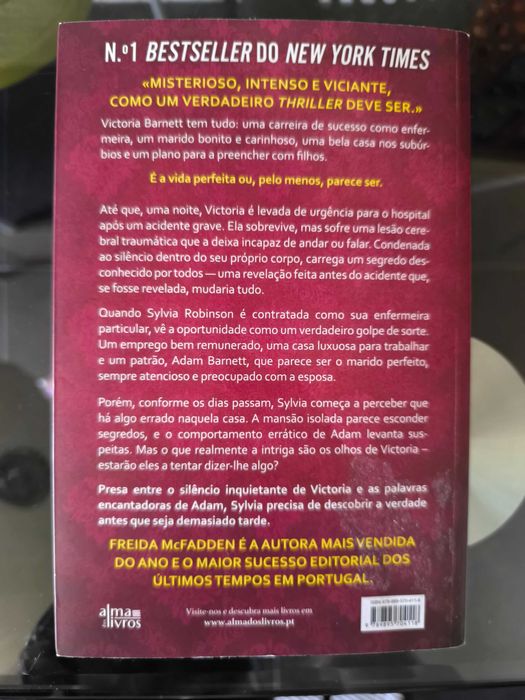 N.º1 BESTSELLER DO NEW YORK TIMES
«MISTERIOSO, INTENSO E VICIANTE,
COMO UM VERDADEIRO THRILLER DEVE SER.»
Victoria Barnett tem tudo: uma carreira de sucesso como enfer-
meira, um marido bonito e carinhoso, uma bela casa nos subúr-
bios e um plano para a preencher com filhos.
É a vida perfeita ou, pelo menos, parece ser.
Até que, uma noite, Victoria é levada de urgência para o hospital
após um acidente grave. Ela sobrevive, mas sofre uma lesão cere-
bral traumática que a deixa incapaz de andar ou falar. Condenada
ao silêncio dentro do seu próprio corpo, carrega um segredo des-
conhecido por todos — uma revelação feita antes do acidente que,
se fosse revelada, mudaria tudo.
Quando Sylvia Robinson é contratada como sua enfermeira
particular, vê a oportunidade como um verdadeiro golpe de sorte.
Um emprego bem remunerado, uma casa luxuosa para trabalhar
e um patrão, Adam Barnett, que parece ser o marido perfeito,
sempre atencioso e preocupado com a esposa.
Porém, conforme os dias passam, Sylvia começa a perceber que
há algo errado naquela casa. A mansão isolada parece esconder
segredos, e o comportamento errático de Adam levanta sus-
peitas. Mas o que realmente a intriga são os olhos de Victoria –
estarão eles a tentar dizer-lhe algo?
Presa entre o silêncio inquietante de Victoria e as palavras
encantadoras de Adam, Sylvia precisa de descobrir a verdade
antes que seja demasiado tarde.
FREIDA McFADDEN É A AUTORA MAIS VENDIDA
DO ANO E O MAIOR SUCESSO EDITORIAL DOS
ÚLTIMOS TEMPOS EM PORTUGAL.
alma dos livros
Visite-nos e descubra mais livros em
www.almadoslivros.pt
9 789895 704118